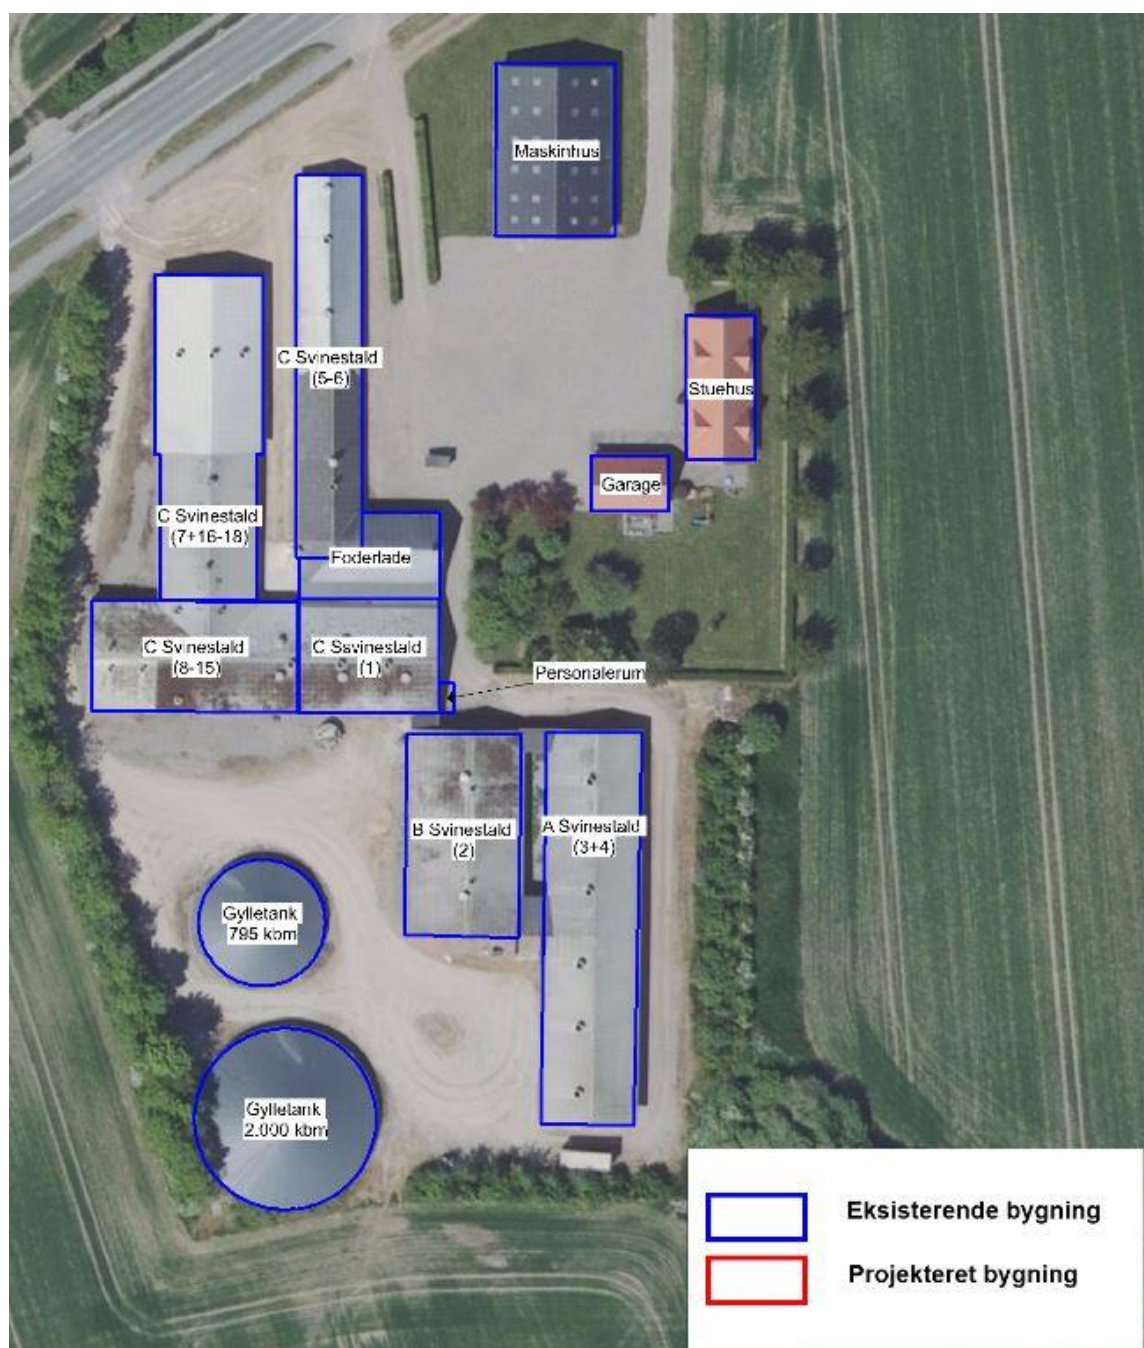 Maskinhus
C Svinestald
(5-6)
Stuehus
Garage
C Svinestald
(7+16-18)
Foderlade
C Svinestald
(8-15)
C Ssvinestald
(1)
Personalerum
B Svinestald
(2)
A Svinestald
(3+4)
Gylletank
795 kbm
Gylletank
2.000 kbm
Eksisterende bygning
Projekteret bygning